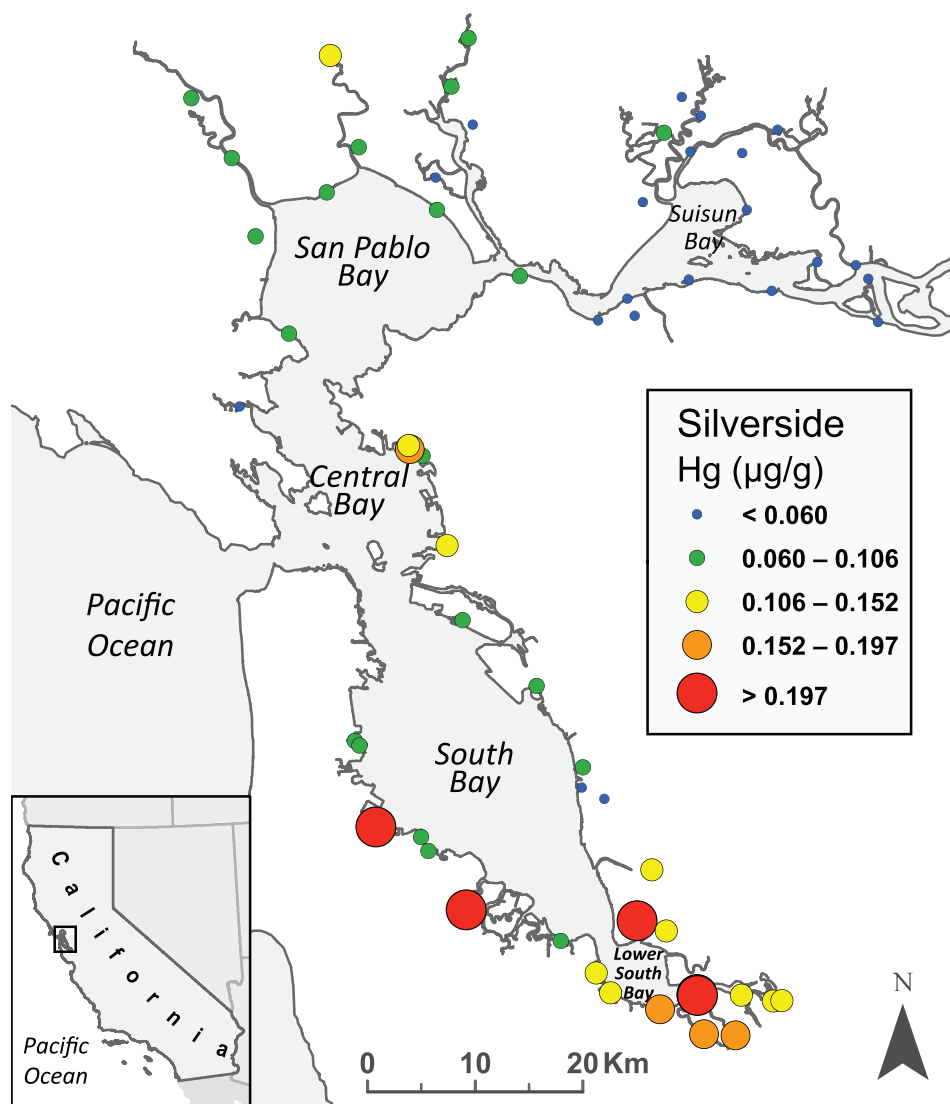 San Pablo
Bay
Suisun
Bay
Central
Bay
Pacific
Ocean
South
Bay
Lower
South
Bay
Silverside
Hg (µg/g)
< 0.060
0.060 – 0.106
0.106 – 0.152
0.152 – 0.197
> 0.197
California
Pacific
Ocean
0 10 20 Km
N